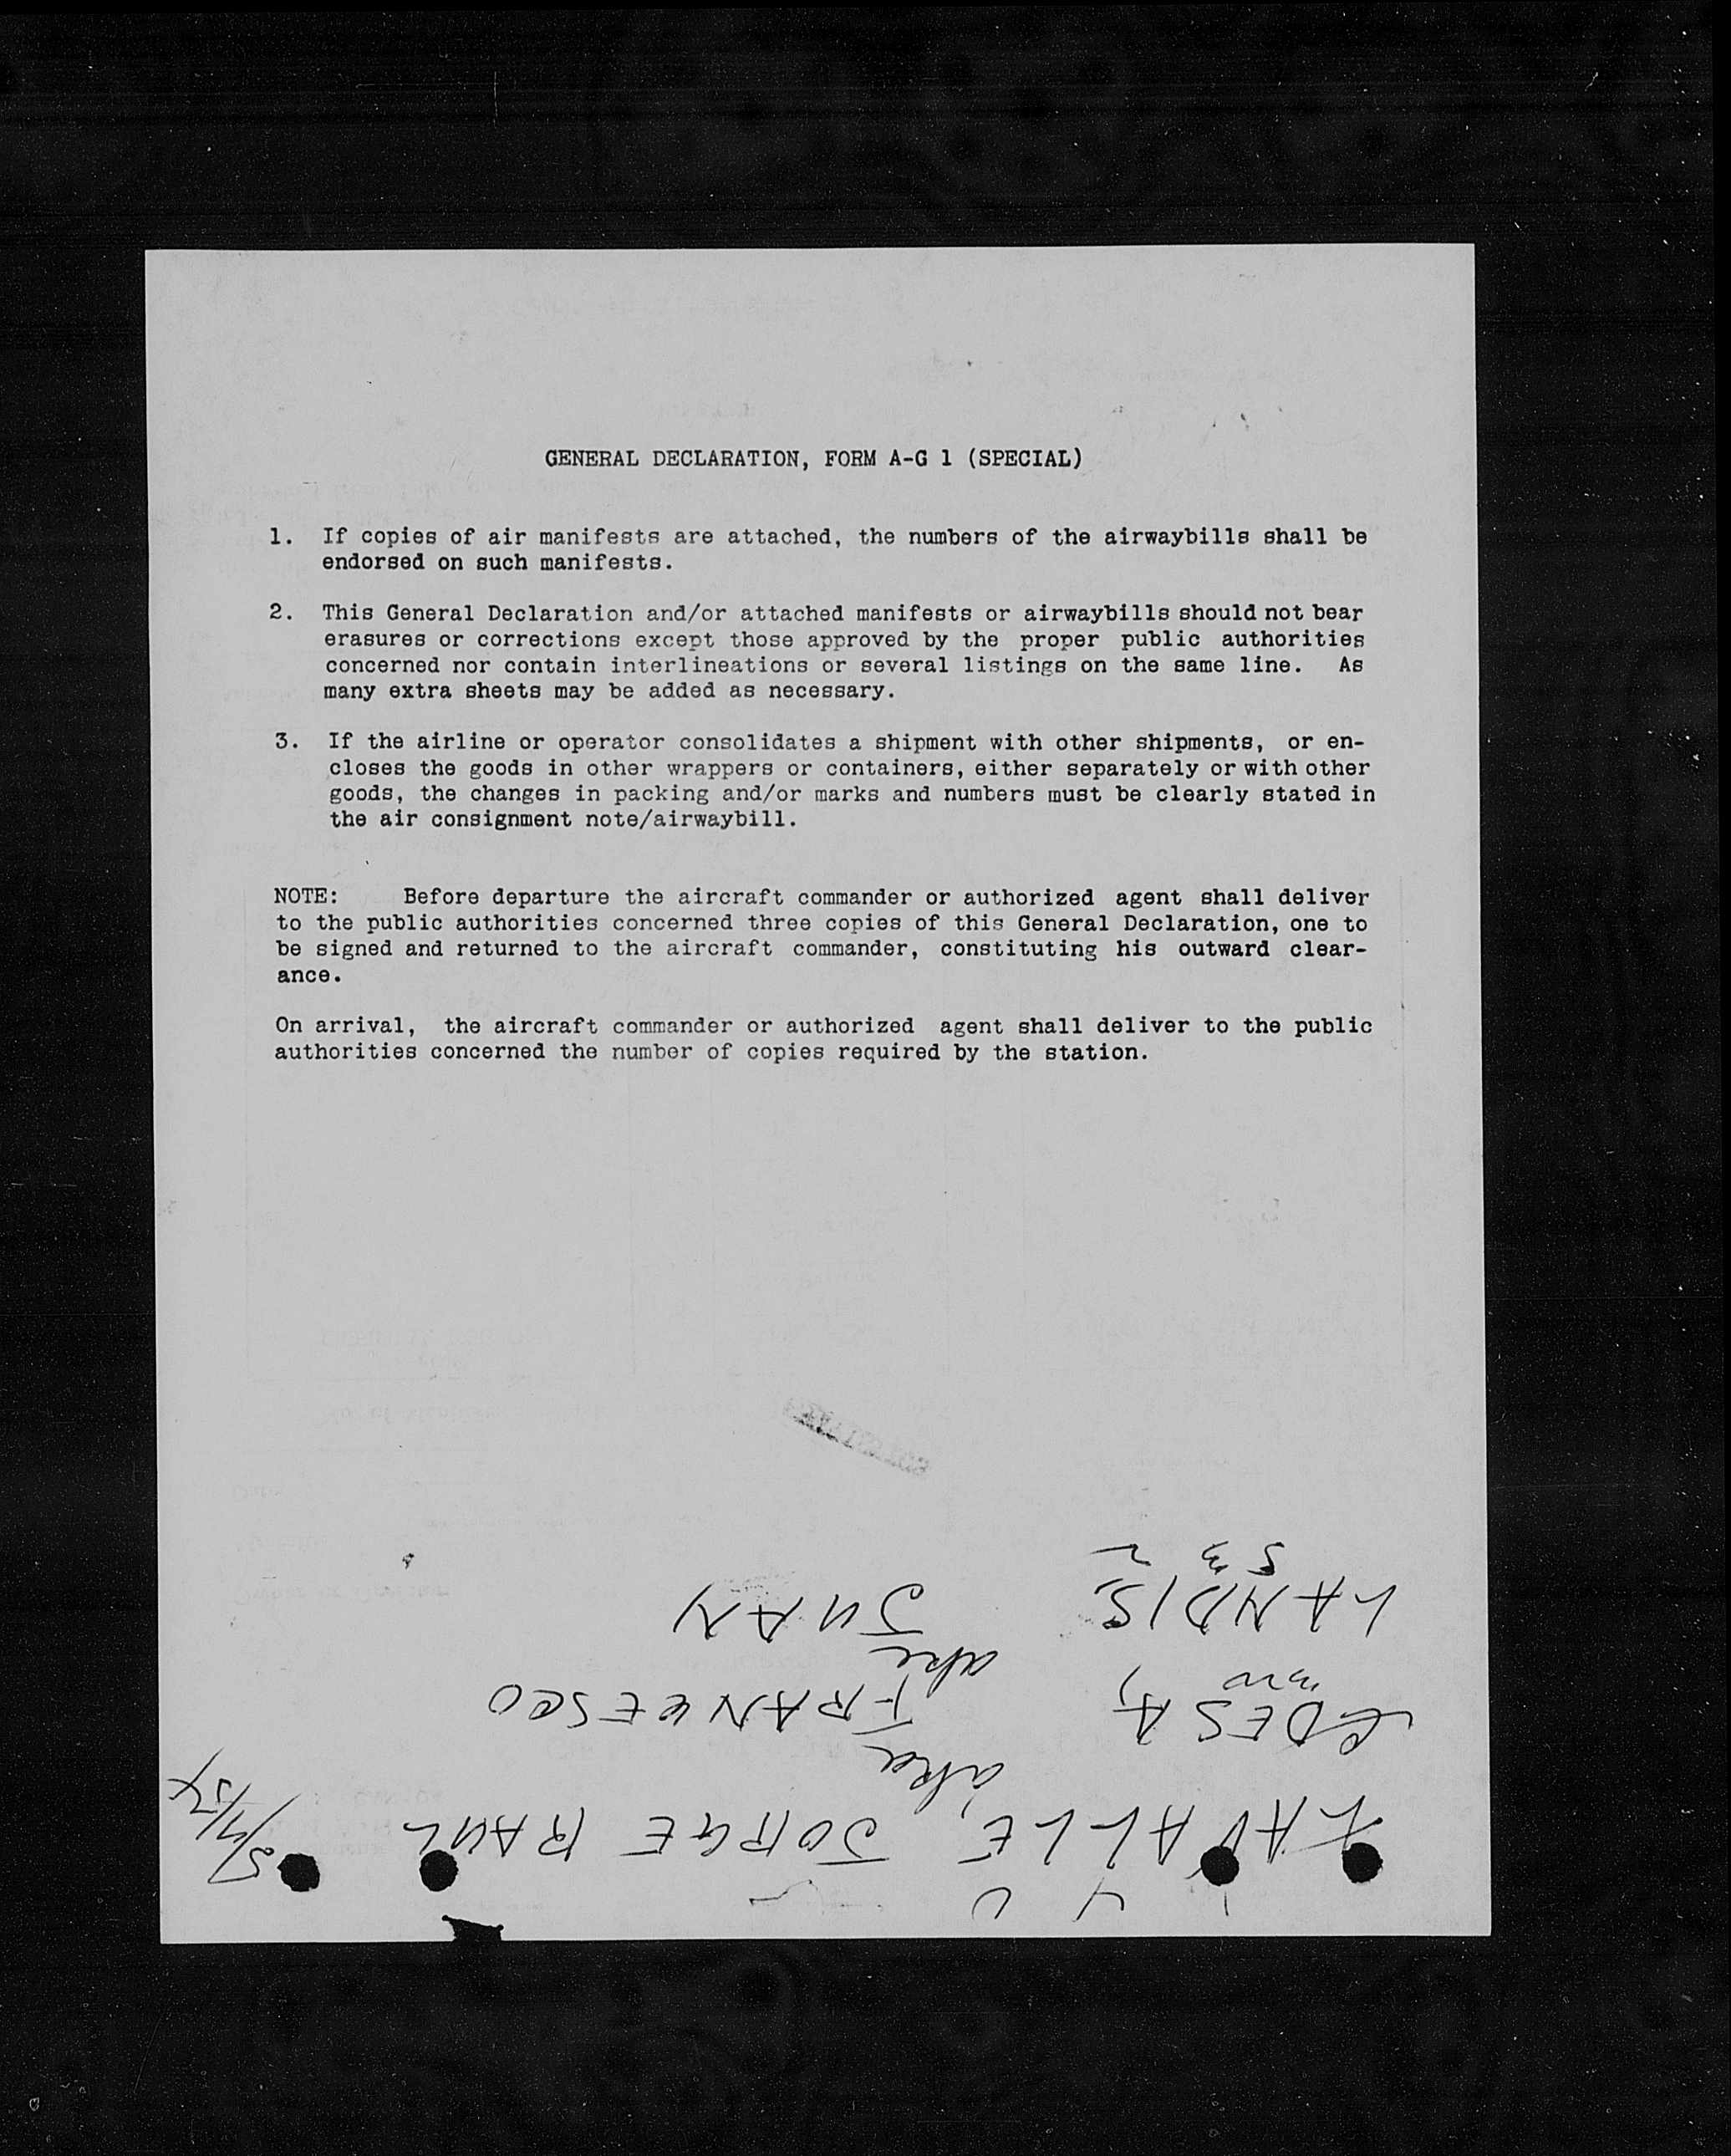 GENERAL DECLARATION, FORM A-G 1 (SPECIAL)
1. If copies of air manifests are attached, the numbers of the airwaybills shall be
endorsed on such manifests.
2. This General Declaration and/or attached manifests or airwaybills should not bear
erasures or corrections except those approved by the proper public authorities
concerned nor contain interlineations or several listings on the same line. As
many extra sheets may be added as necessary.
3. If the airline or operator consolidates a shipment with other shipments, or en-
closes the goods in other wrappers or containers, either separately or with other
goods, the changes in packing and/or marks and numbers must be clearly stated in
the air consignment note/airwaybill.
NOTE: Before departure the aircraft commander or authorized agent shall deliver
to the public authorities concerned three copies of this General Declaration, one to
be signed and returned to the aircraft commander, constituting his outward clear-
ance.
On arrival, the aircraft commander or authorized agent shall deliver to the public
authorities concerned the number of copies required by the station.
LAVALLE, JORGE RAUL
aka
DESA, FRANCESCO
aka
LANDIS, JUAN
532